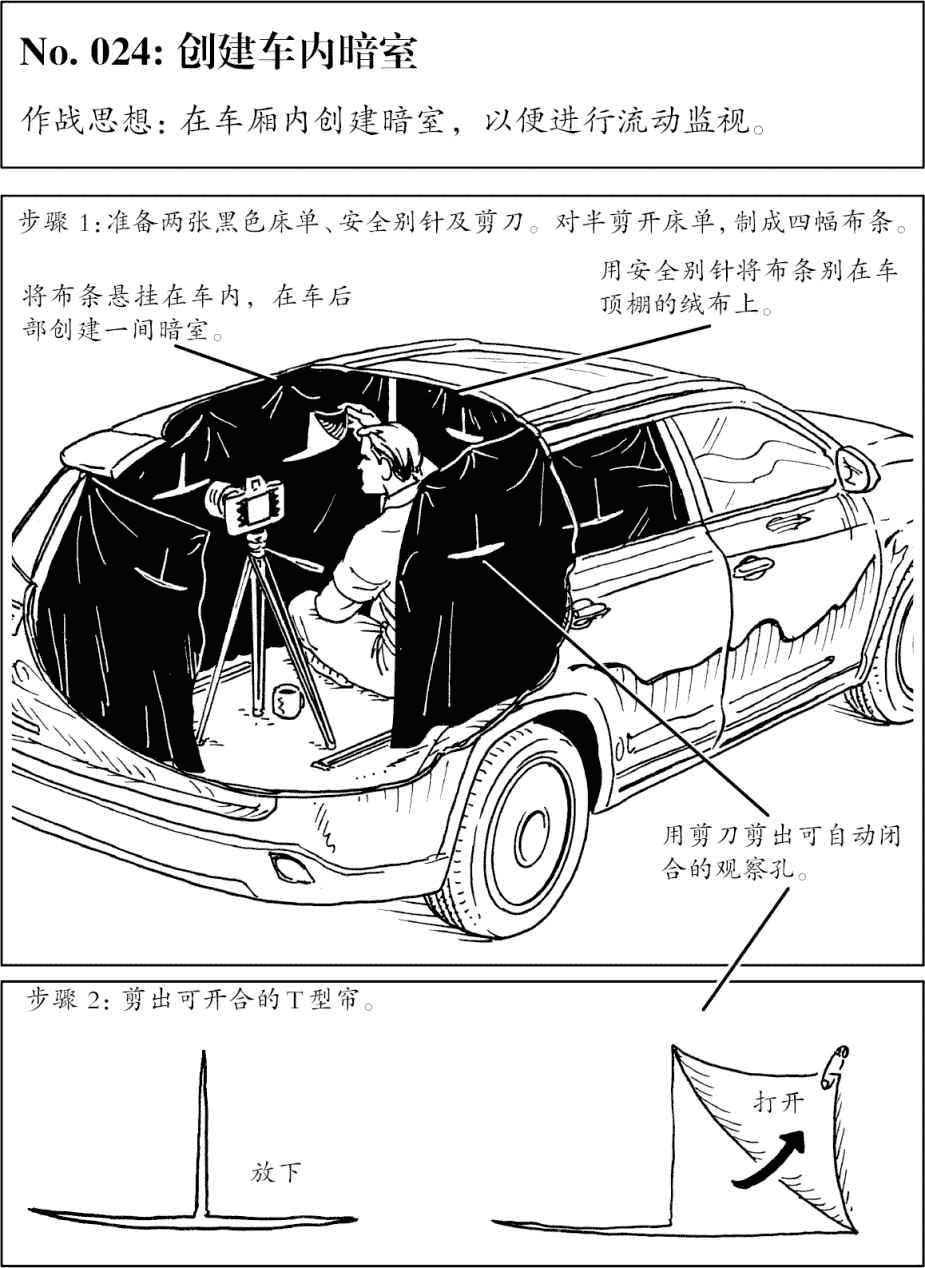 No. 024: 创建车内暗室
作战思想: 在车厢内创建暗室，以便进行流动监视。
步骤 1:准备两张黑色床单、安全别针及剪刀。对半剪开床单,制成四幅布条。
将布条悬挂在车内，在车后
部创建一间暗室。
用安全别针将布条别在车
顶棚的绒布上。
用剪刀剪出可自动闭
合的观察孔。
步骤 2: 剪出可开合的T型帘。
放下
打开